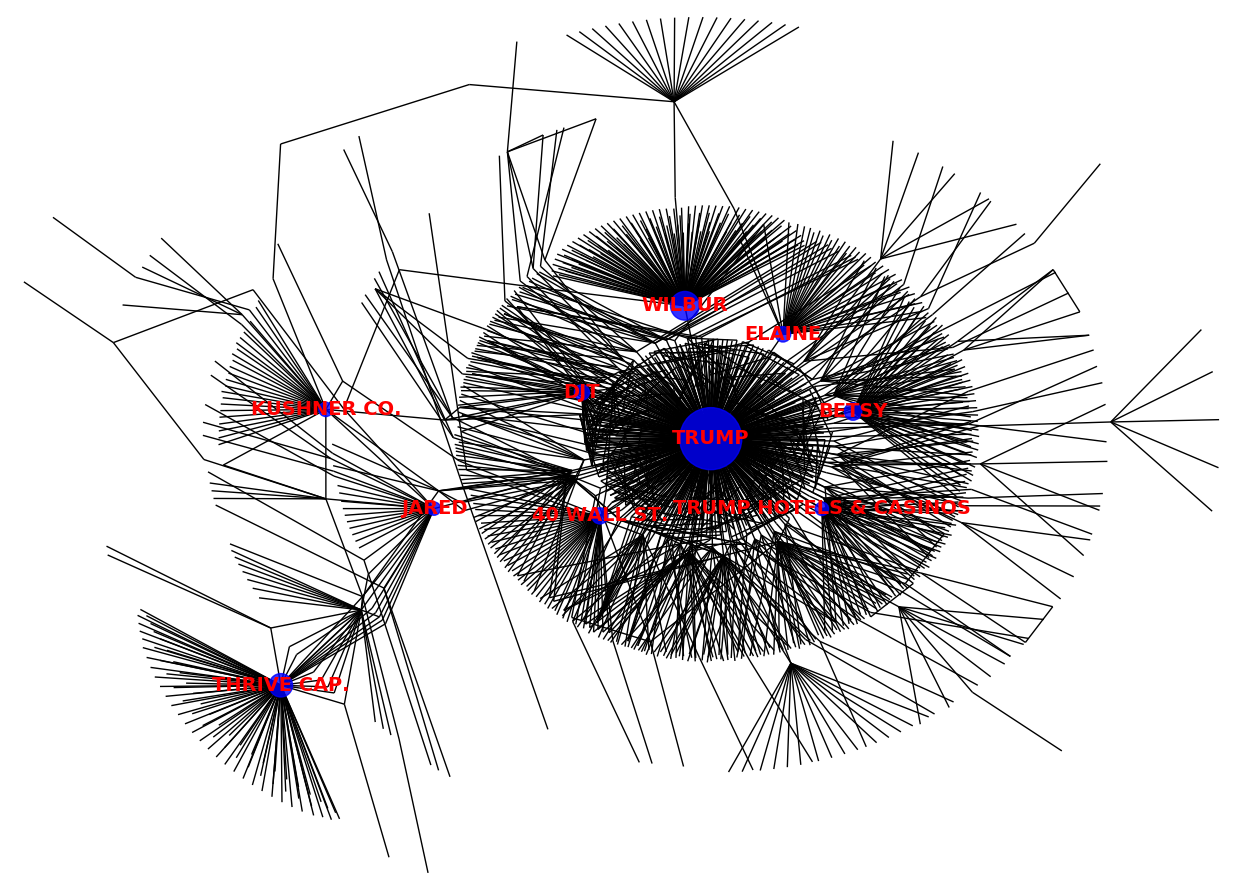 WILBUR
ELAINE
DJT
KUSHNER CO.
BETSY
TRUMP
JARED
40 WALL ST.
TRUMP HOTELS & CASINOS
THRIVE CAP.